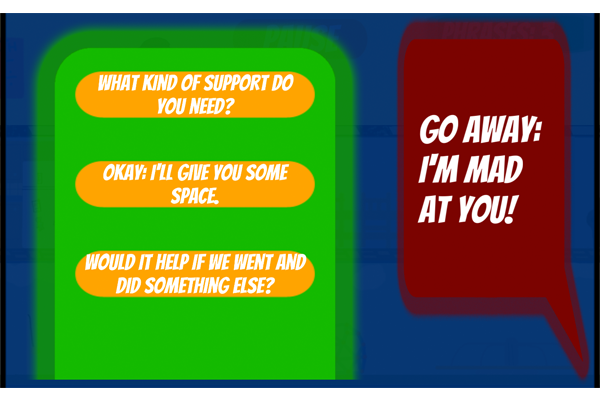 WHAT KIND OF SUPPORT DO
YOU NEED?
OKAY: I'LL GIVE YOU SOME
SPACE.
WOULD IT HELP IF WE WENT AND
DID SOMETHING ELSE?
GO AWAY:
I'M MAD
AT YOU!